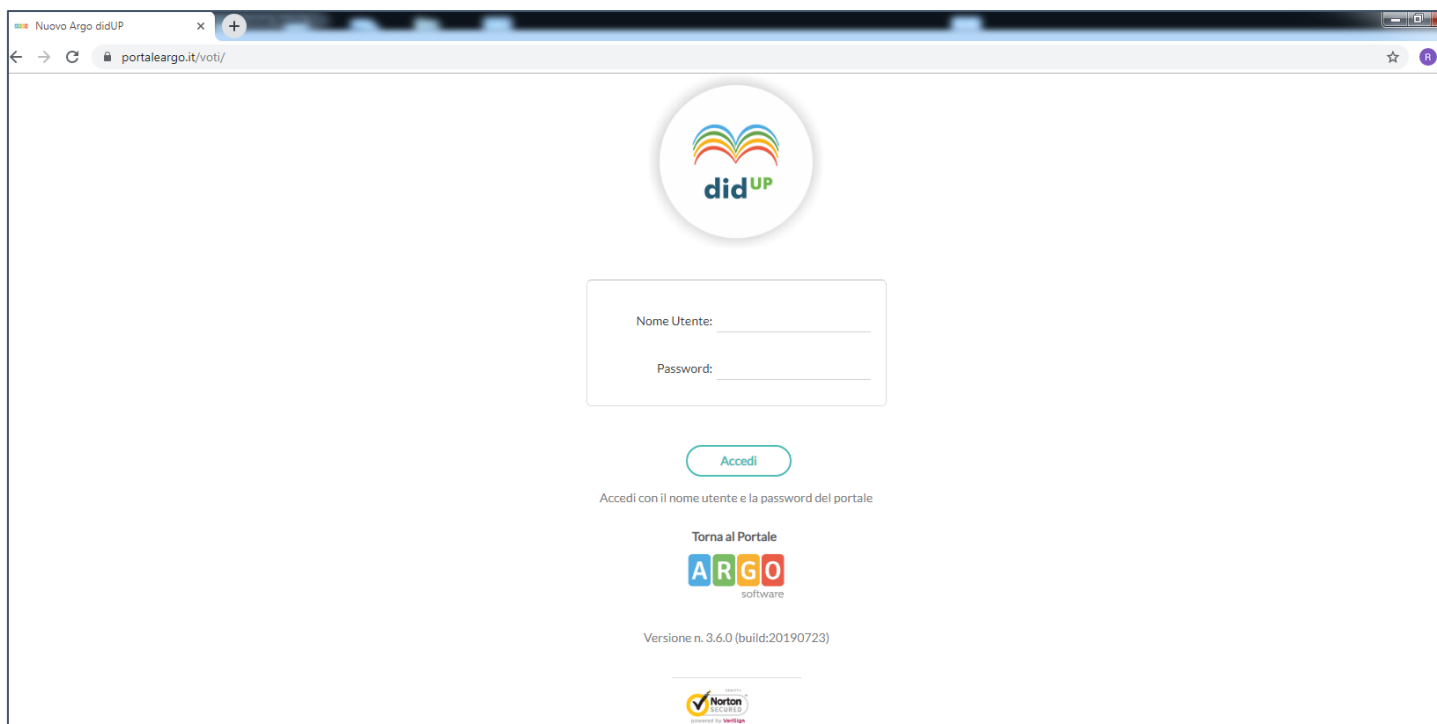 Nuovo Argo didUP
portaleargo.it/voti/
R
did UP
Nome Utente:
Password:
Accedi
Accedi con il nome utente e la password del portale
Torna al Portale
ARGO
software
Versione n. 3.6.0 (build:20190723)
Norton
SECURED
powered by VeriSign